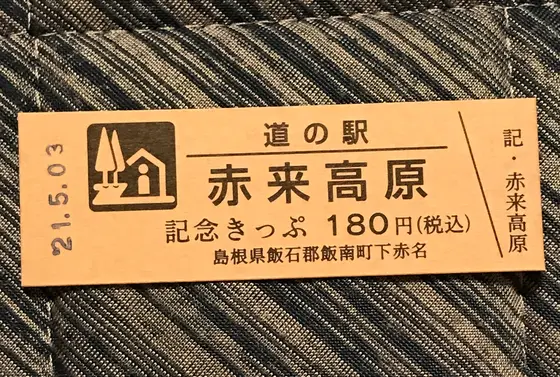 21.5.03
道の駅
赤来高原
記念きっぷ 180円(税込)
島根県飯石郡飯南町下赤名
記・赤来高原